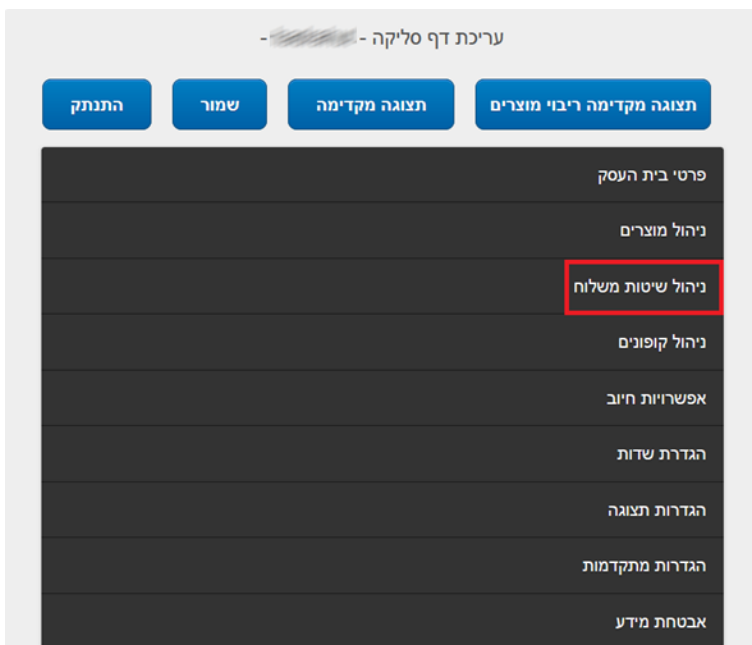 עריכת דף סליקה - -
תצוגה מקדימה ריבוי מוצרים תצוגה מקדימה שמור התנתק
פרטי בית העסק
ניהול מוצרים
ניהול שיטות משלוח
ניהול קופונים
אפשרויות חיוב
הגדרת שדות
הגדרות תצוגה
הגדרות מתקדמות
אבטחת מידע